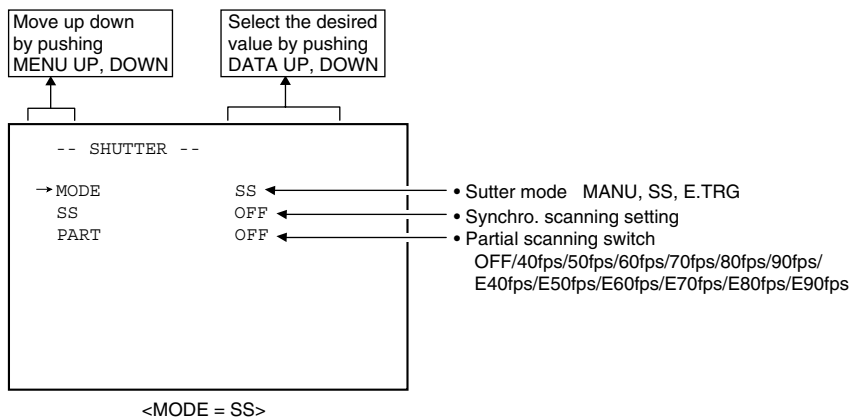 Move up down
by pushing
MENU UP, DOWN
Select the desired
value by pushing
DATA UP, DOWN
-- SHUTTER --
→MODE SS • Sutter mode MANU, SS, E.TRG
SS OFF • Synchro. scanning setting
PART OFF • Partial scanning switch
OFF/40fps/50fps/60fps/70fps/80fps/90fps/
E40fps/E50fps/E60fps/E70fps/E80fps/E90fps
<MODE = SS>